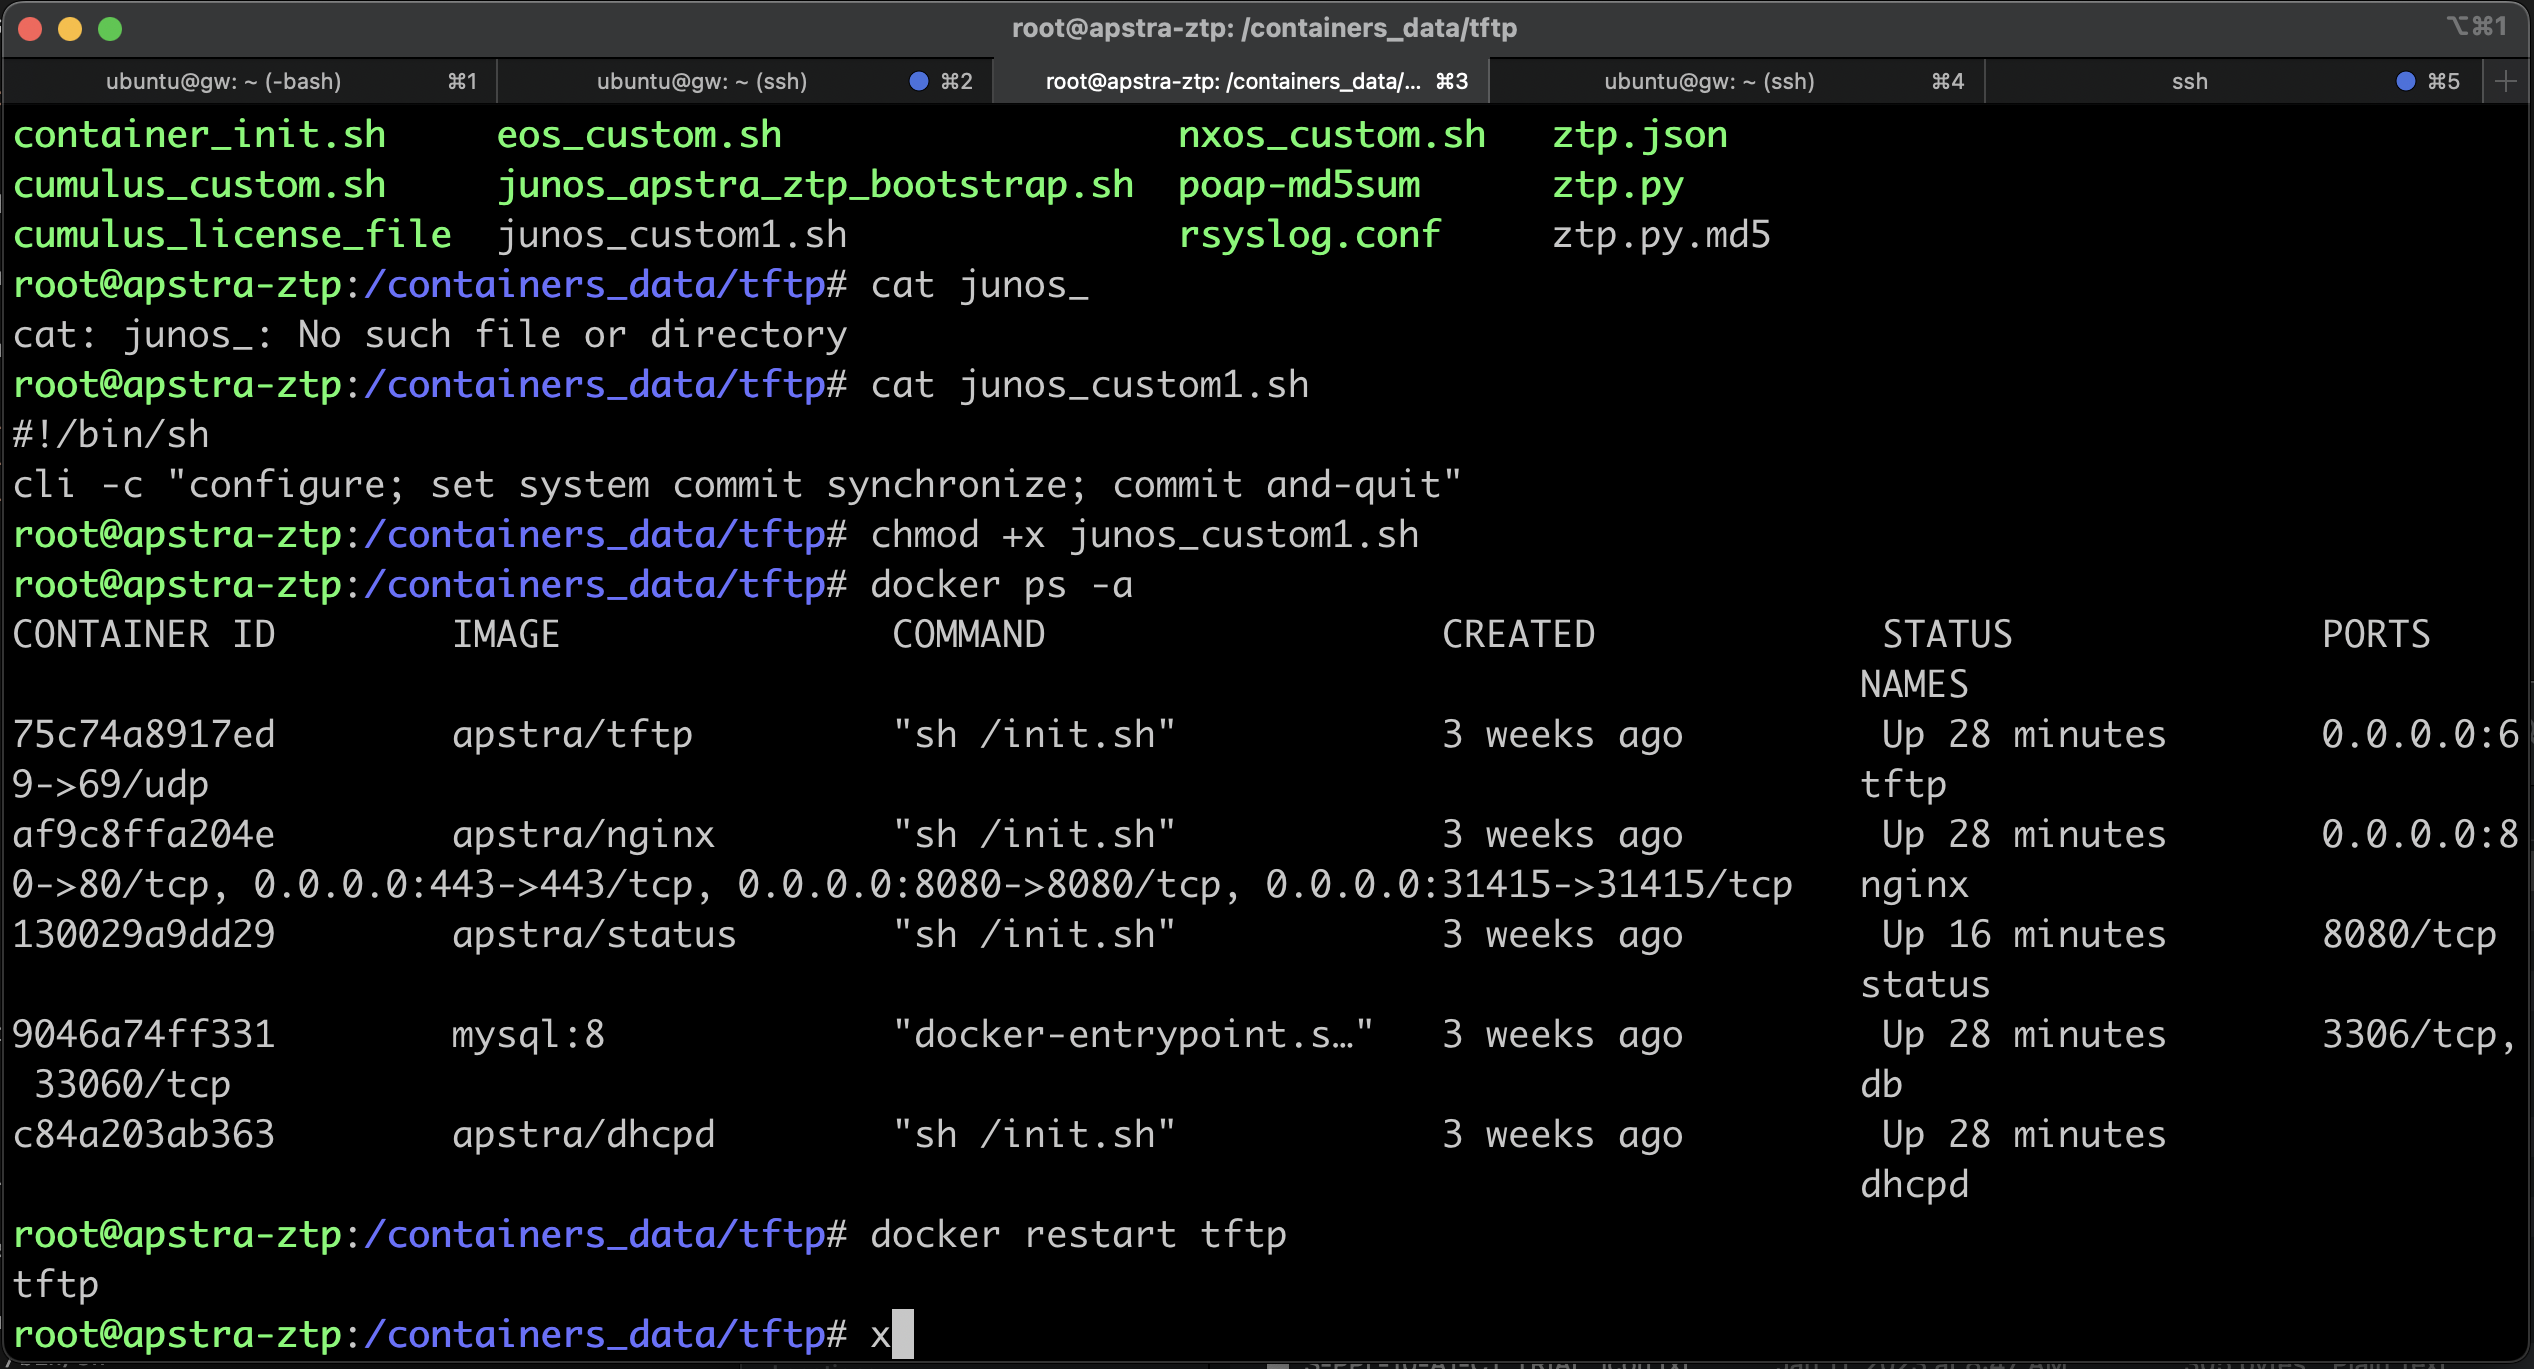 root@apstra-ztp: /containers_data/tftp ⌥⌘1
ubuntu@gw: ~ (-bash) ⌘1 ubuntu@gw: ~ (ssh) ⌘2 root@apstra-ztp: /containers_data/... ⌘3 ubuntu@gw: ~ (ssh) ⌘4 ssh ⌘5 +
container_init.sh eos_custom.sh nxos_custom.sh ztp.json
cumulus_custom.sh junos_apstra_ztp_bootstrap.sh poap-md5sum ztp.py
cumulus_license_file junos_custom1.sh rsyslog.conf ztp.py.md5
root@apstra-ztp:/containers_data/tftp# cat junos_
cat: junos_: No such file or directory
root@apstra-ztp:/containers_data/tftp# cat junos_custom1.sh
#!/bin/sh
cli -c "configure; set system commit synchronize; commit and-quit"
root@apstra-ztp:/containers_data/tftp# chmod +x junos_custom1.sh
root@apstra-ztp:/containers_data/tftp# docker ps -a
CONTAINER ID IMAGE COMMAND CREATED STATUS PORTS
NAMES
75c74a8917ed apstra/tftp "sh /init.sh" 3 weeks ago Up 28 minutes 0.0.0.0:6
9->69/udp tftp
af9c8ffa204e apstra/nginx "sh /init.sh" 3 weeks ago Up 28 minutes 0.0.0.0:8
0->80/tcp, 0.0.0.0:443->443/tcp, 0.0.0.0:8080->8080/tcp, 0.0.0.0:31415->31415/tcp nginx
130029a9dd29 apstra/status "sh /init.sh" 3 weeks ago Up 16 minutes 8080/tcp
status
9046a74ff331 mysql:8 "docker-entrypoint.s…" 3 weeks ago Up 28 minutes 3306/tcp,
33060/tcp db
c84a203ab363 apstra/dhcpd "sh /init.sh" 3 weeks ago Up 28 minutes
dhcpd
root@apstra-ztp:/containers_data/tftp# docker restart tftp
tftp
root@apstra-ztp:/containers_data/tftp# x